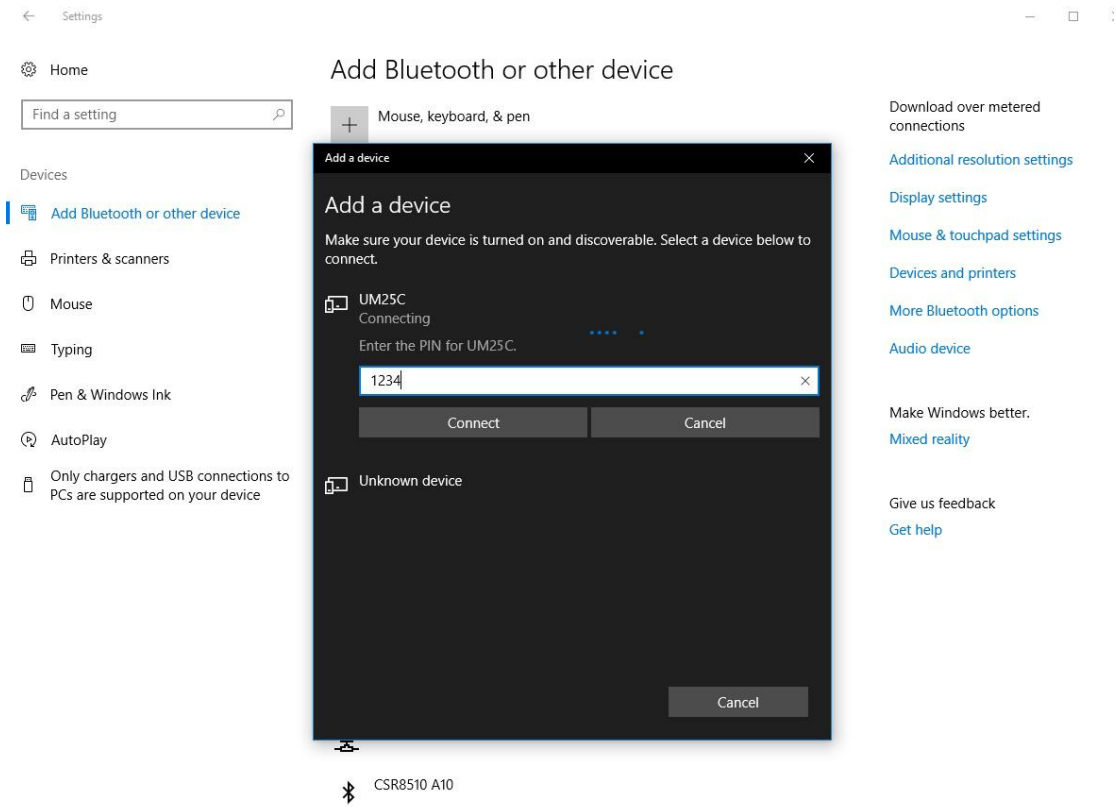 Settings
Home
Find a setting
Devices
Add Bluetooth or other device
Printers & scanners
Mouse
Typing
Pen & Windows Ink
AutoPlay
Only chargers and USB connections to
PCs are supported on your device
Add Bluetooth or other device
Mouse, keyboard, & pen
Add a device
Add a device
Make sure your device is turned on and discoverable. Select a device below to
connect.
UM25C
Connecting
Enter the PIN for UM25C.
1234
Connect
Cancel
Unknown device
Cancel
CSR8510 A10
Download over metered
connections
Additional resolution settings
Display settings
Mouse & touchpad settings
Devices and printers
More Bluetooth options
Audio device
Make Windows better.
Mixed reality
Give us feedback
Get help